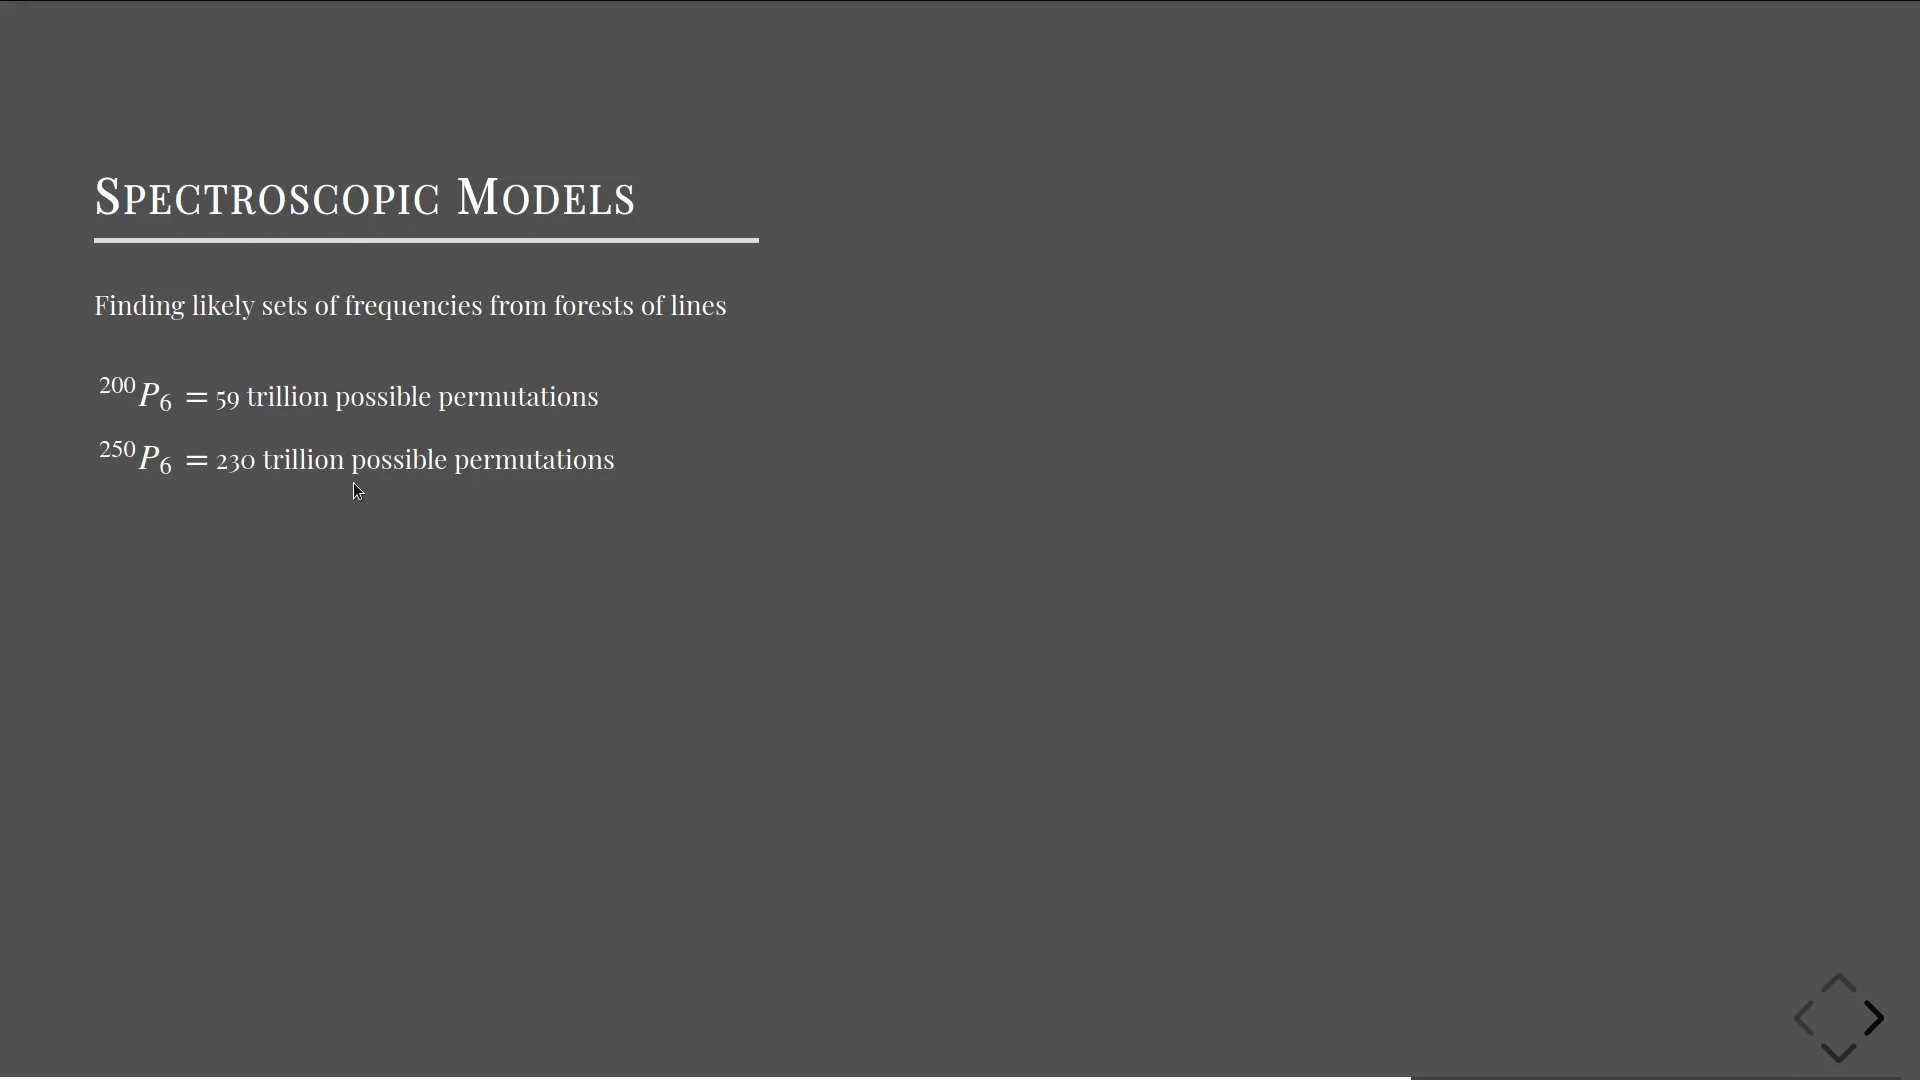 Spectroscopic Models
Finding likely sets of frequencies from forests of lines
²⁰⁰P₆ = 59 trillion possible permutations
²⁵⁰P₆ = 230 trillion possible permutations